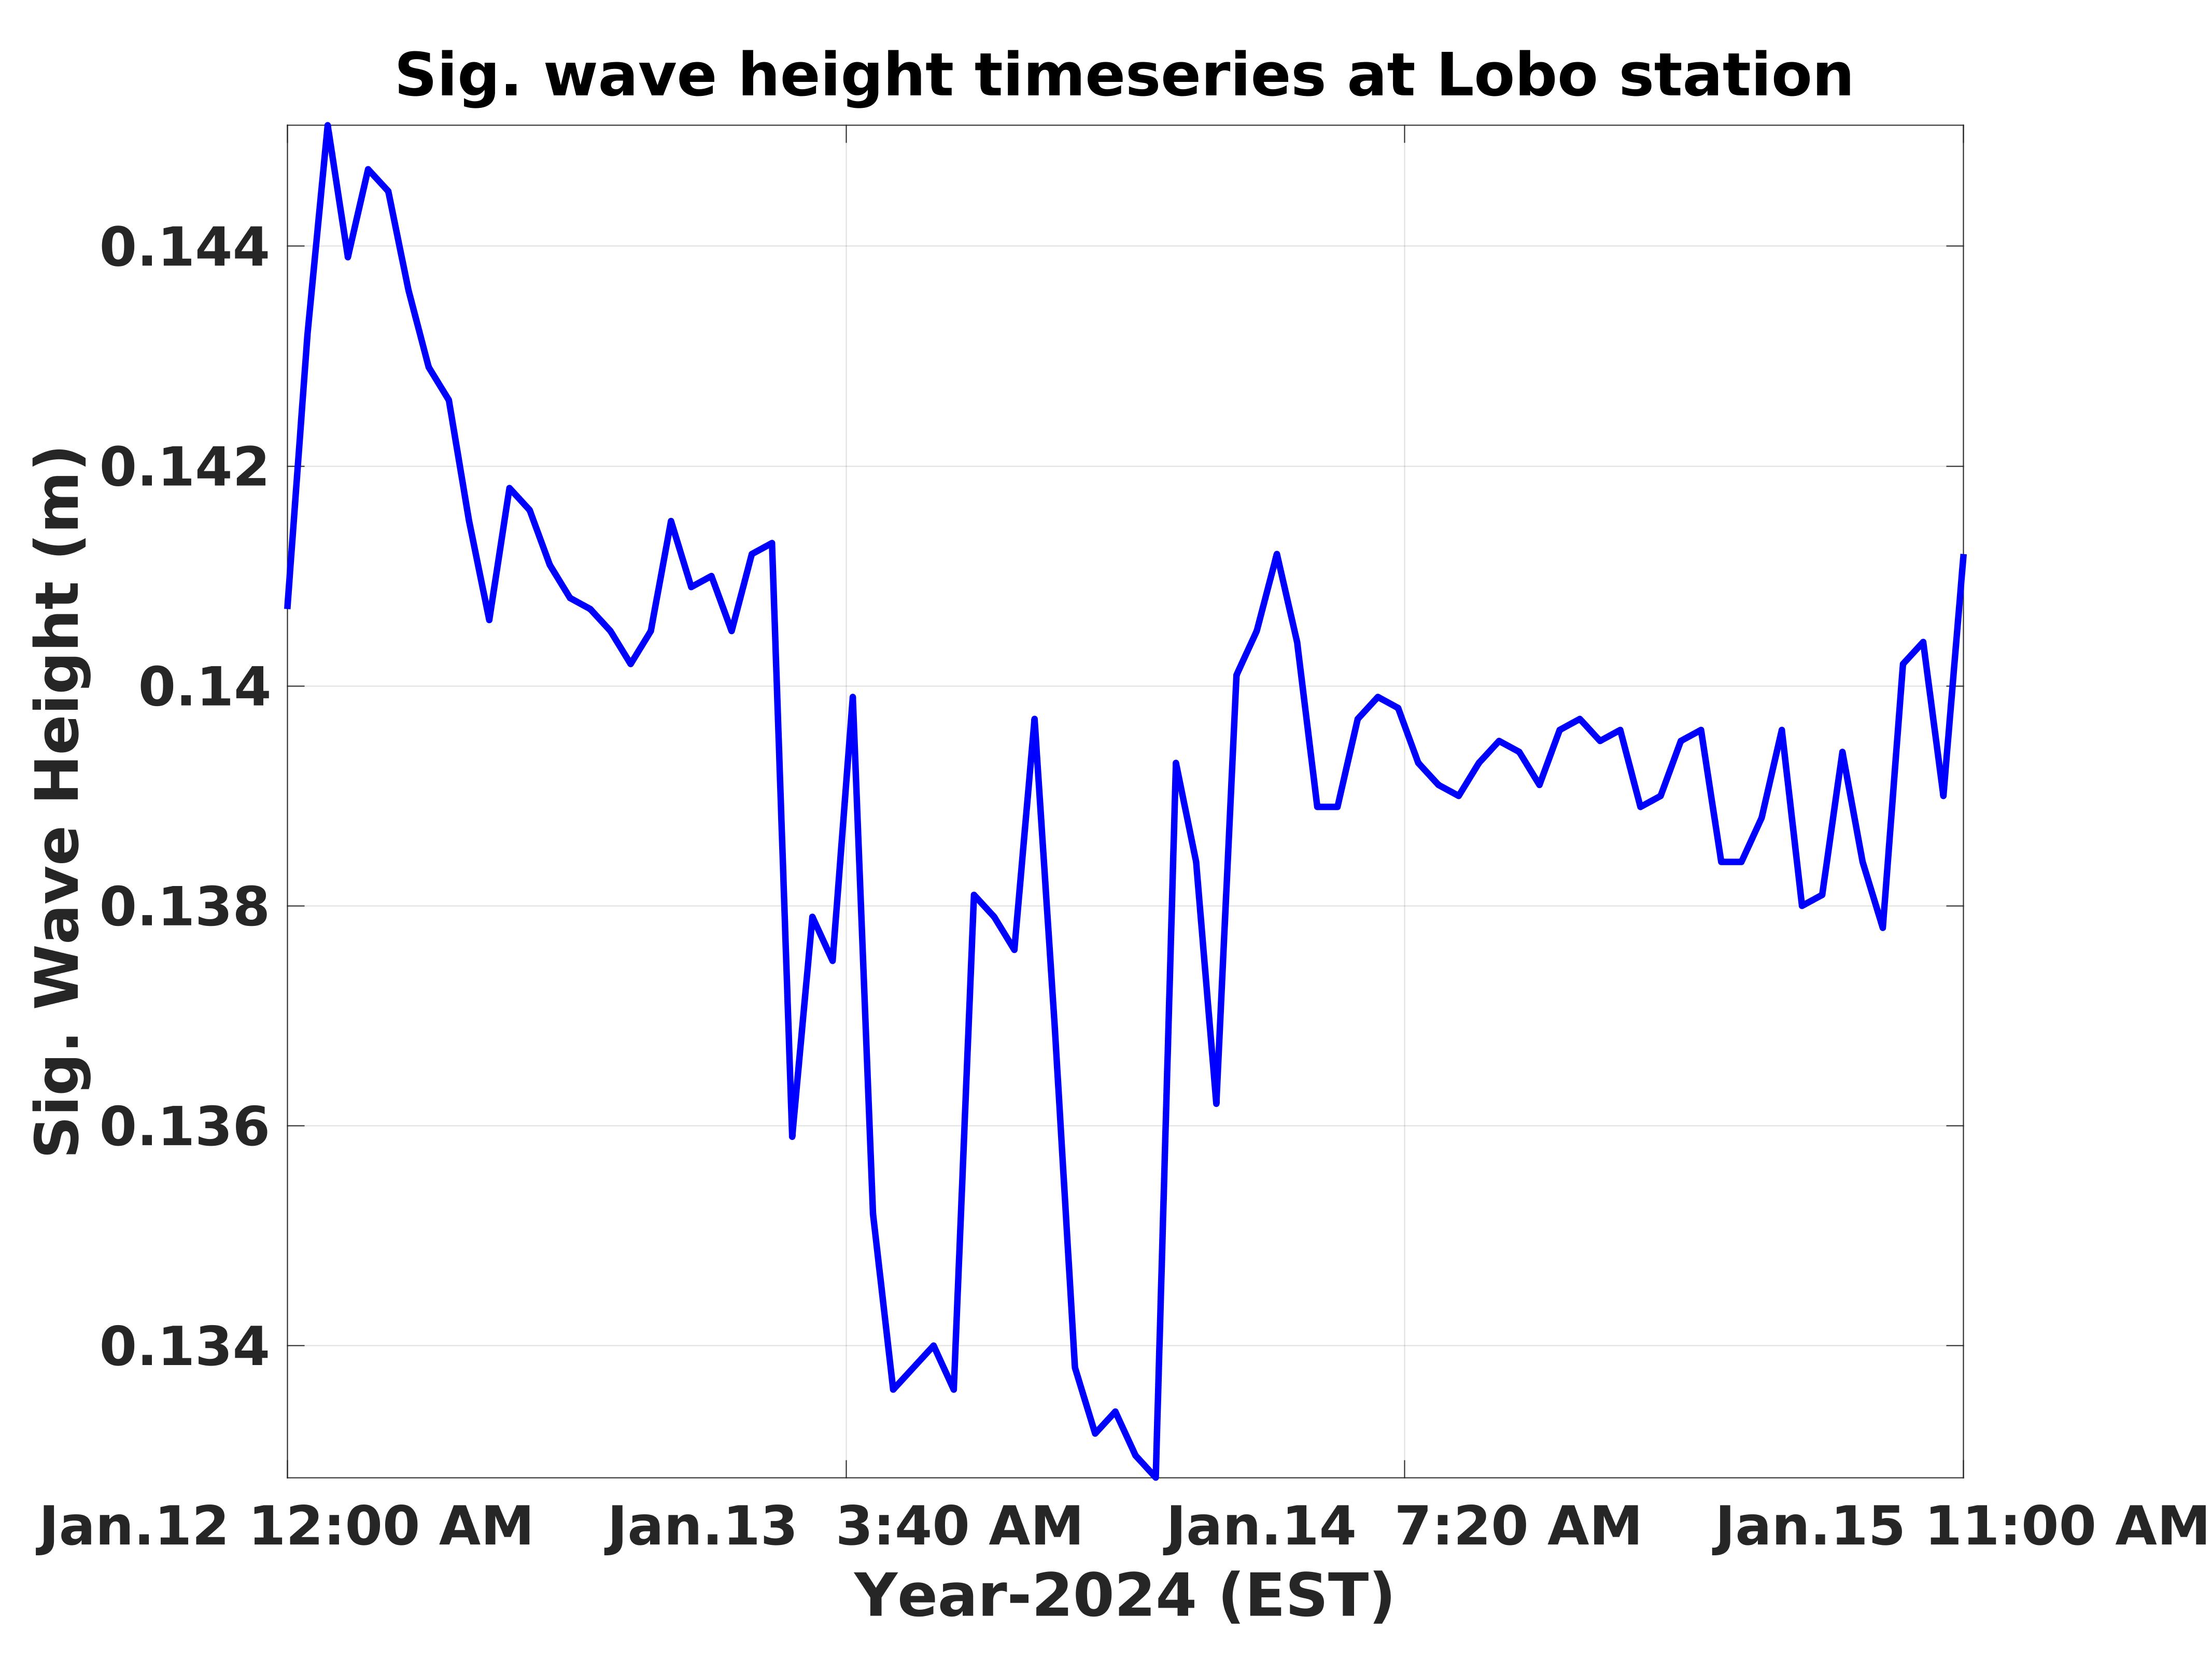 Sig. wave height timeseries at Lobo station
Sig. Wave Height (m)
0.144
0.142
0.14
0.138
0.136
0.134
Jan.12 12:00 AM Jan.13 3:40 AM Jan.14 7:20 AM Jan.15 11:00 AM
Year-2024 (EST)